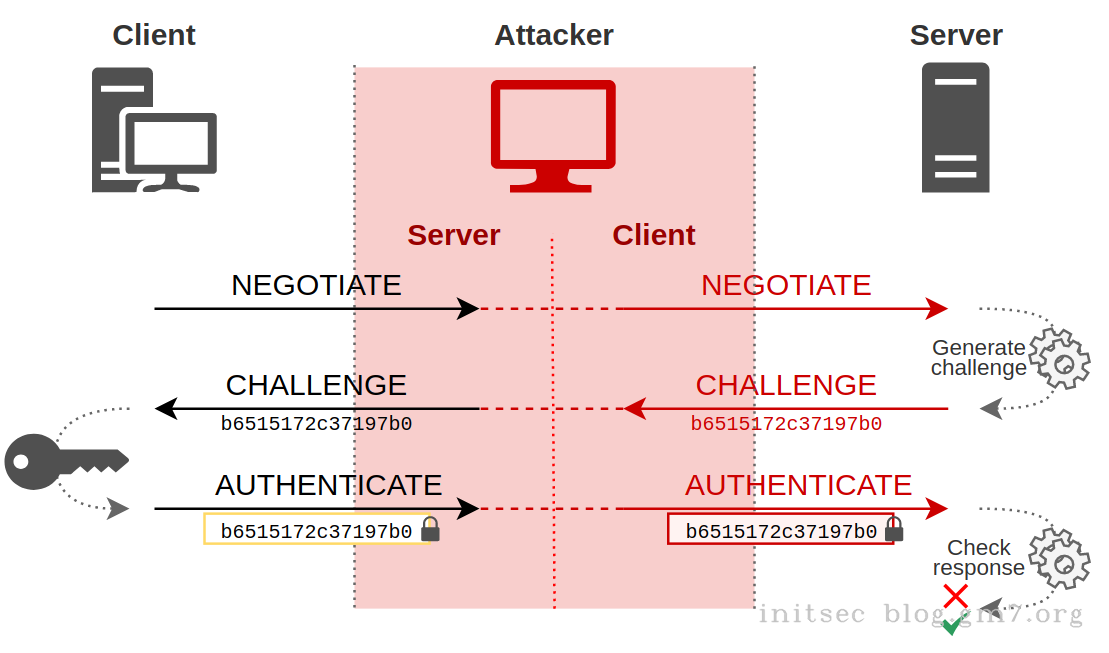 Client
Attacker
Server
Server
Client
NEGOTIATE
NEGOTIATE
Generate
challenge
CHALLENGE
CHALLENGE
b6515172c37197b0
b6515172c37197b0
AUTHENTICATE
AUTHENTICATE
b6515172c37197b0
b6515172c37197b0
Check
response
initsec blog.gm7.org